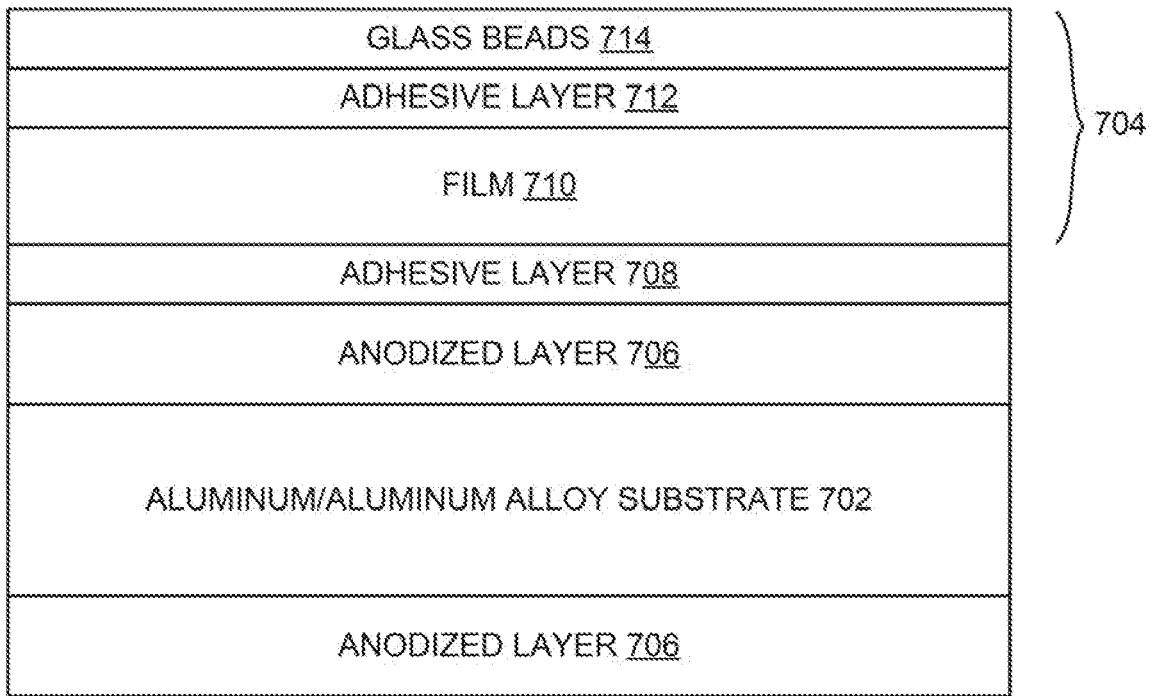 GLASS BEADS 714
ADHESIVE LAYER 712
704
FILM 710
ADHESIVE LAYER 708
ANODIZED LAYER 706
ALUMINUM/ALUMINUM ALLOY SUBSTRATE 702
ANODIZED LAYER 706